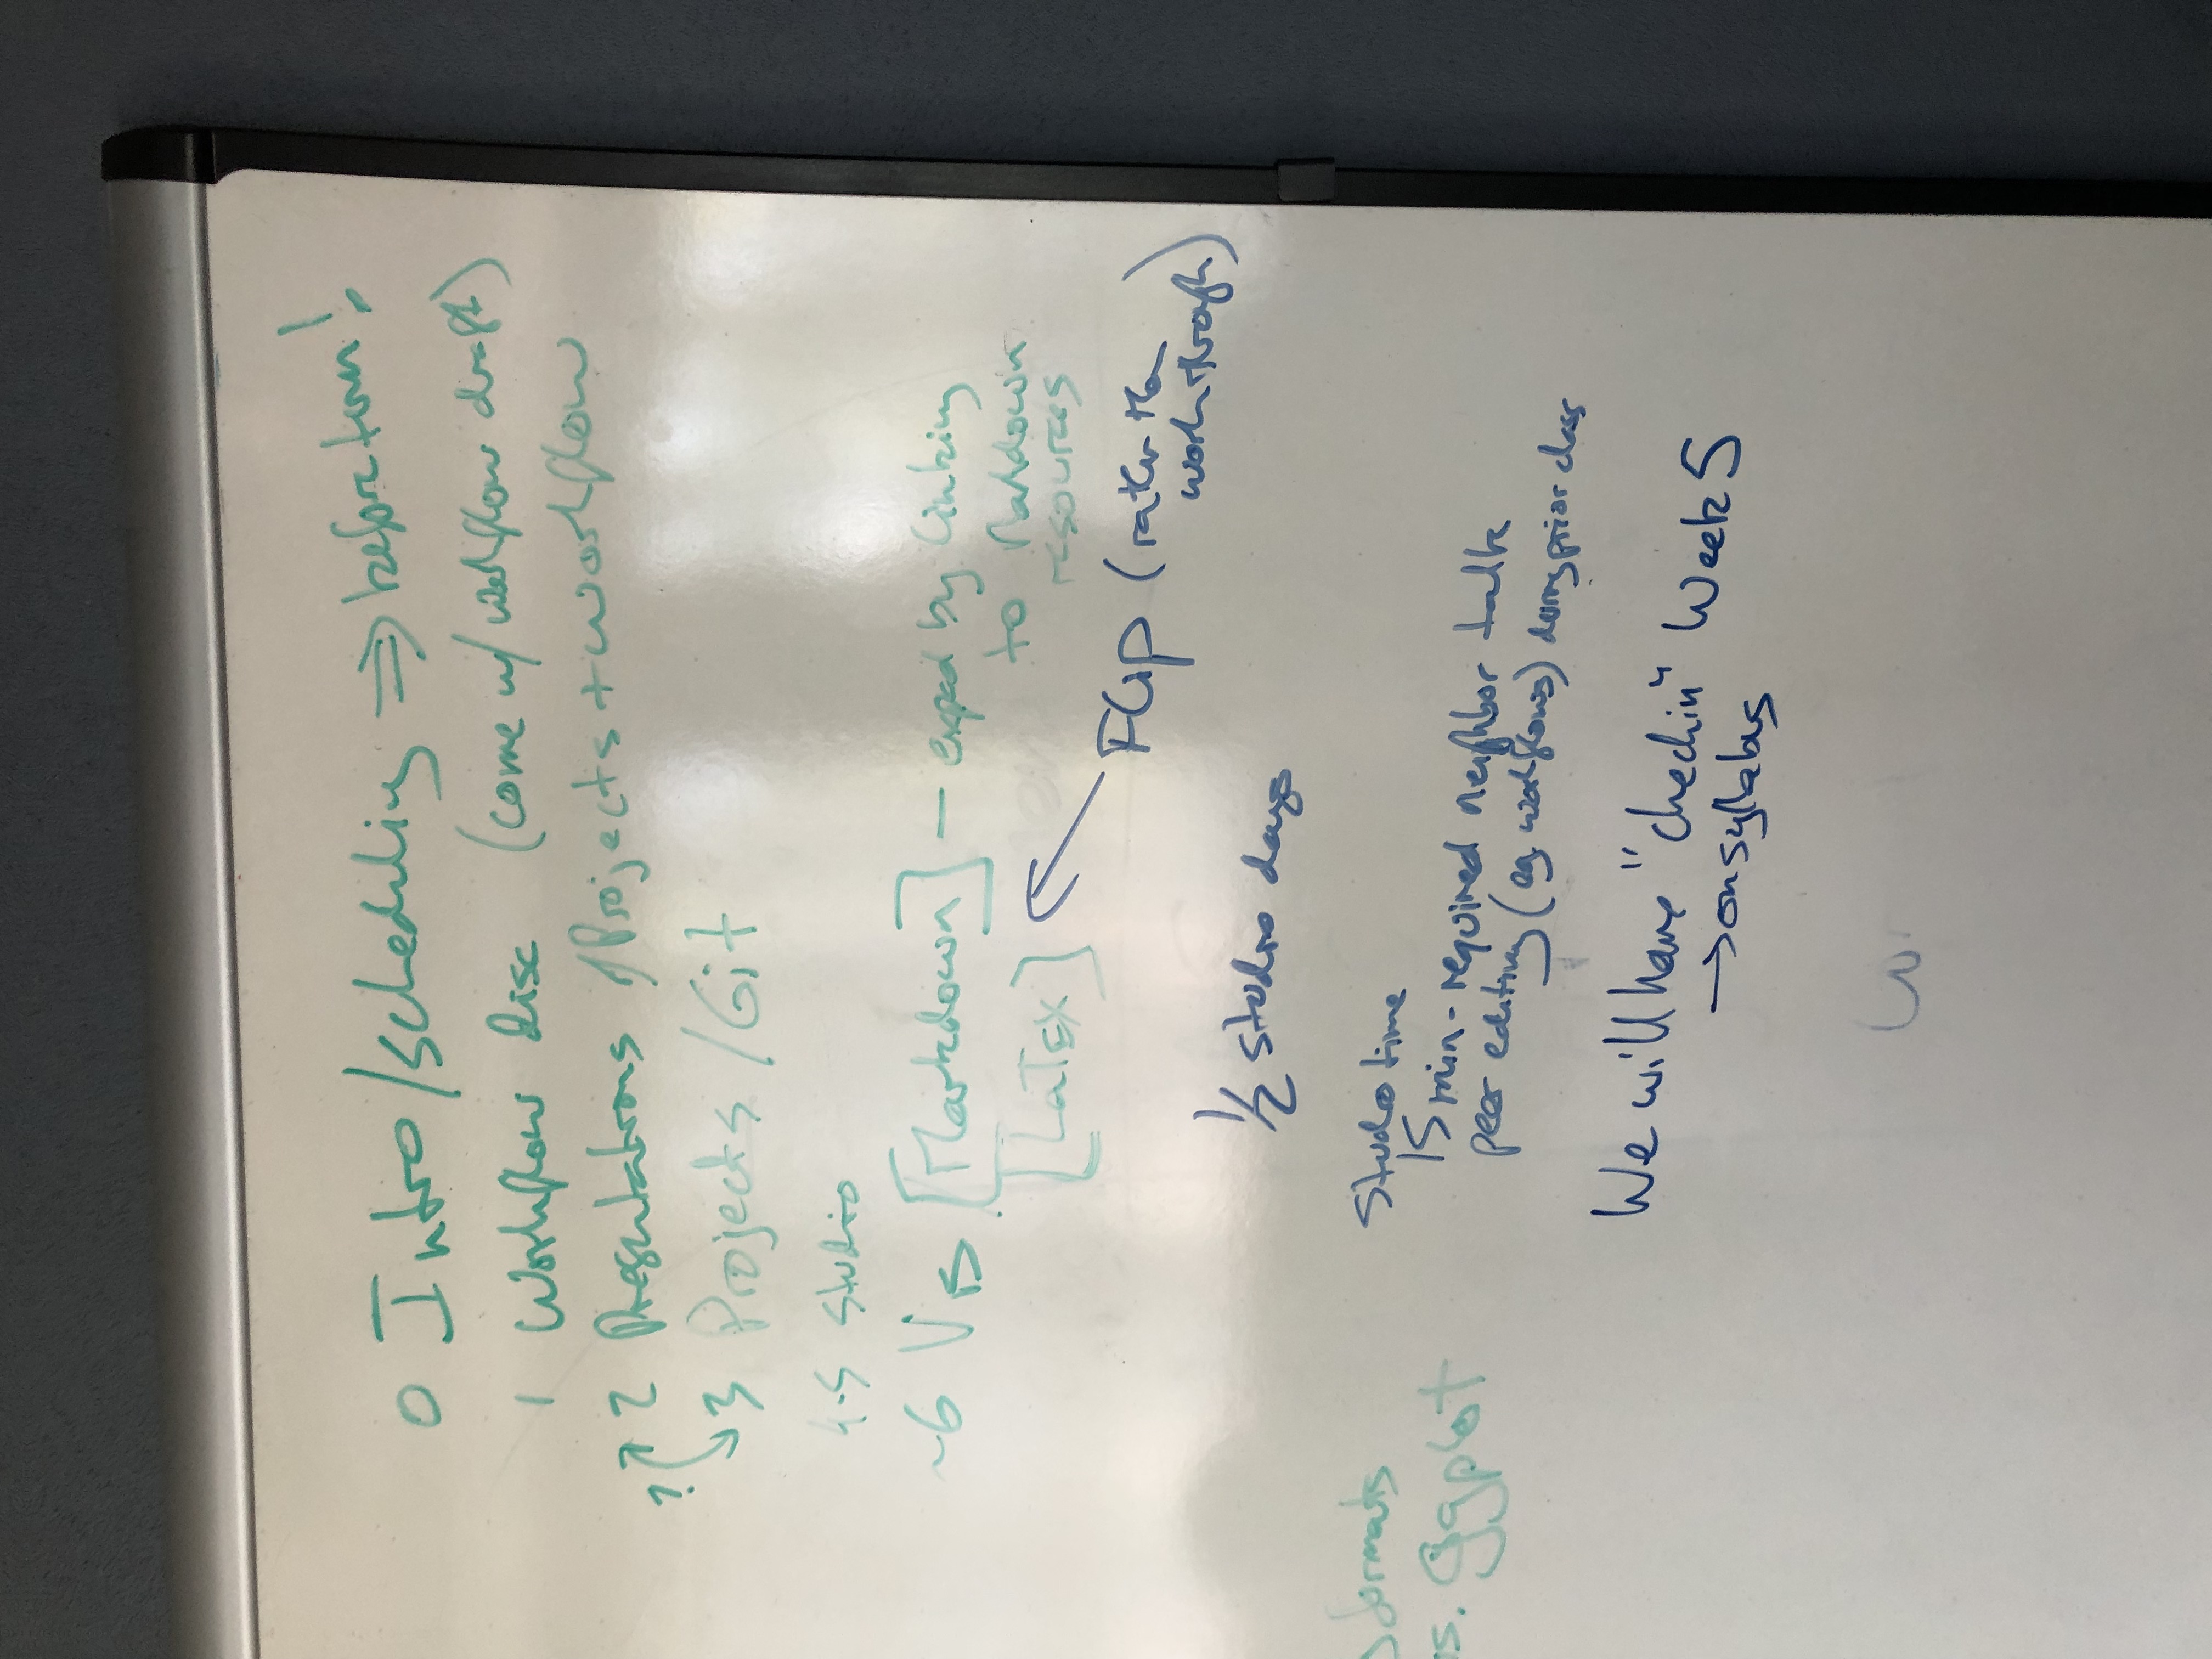 0 Intro/scheduling ⇒ before term!
1 Workflow Disc (come w/ workflow draft)
? 2 Presentations /Projects + workflow
3 Projects /Git
4.5 Studio
~6 Vis [Markdown] — expand by linking
to Markdown
resources
[LaTEX]
Flip (rather than
work through)
1/2 studio days
formats
Studio time
vs. ggplot
15 min - required neighbor talk
peer editing (eg. workflows) during prior class
We will have "checkin" Week 5
→ on syllabus